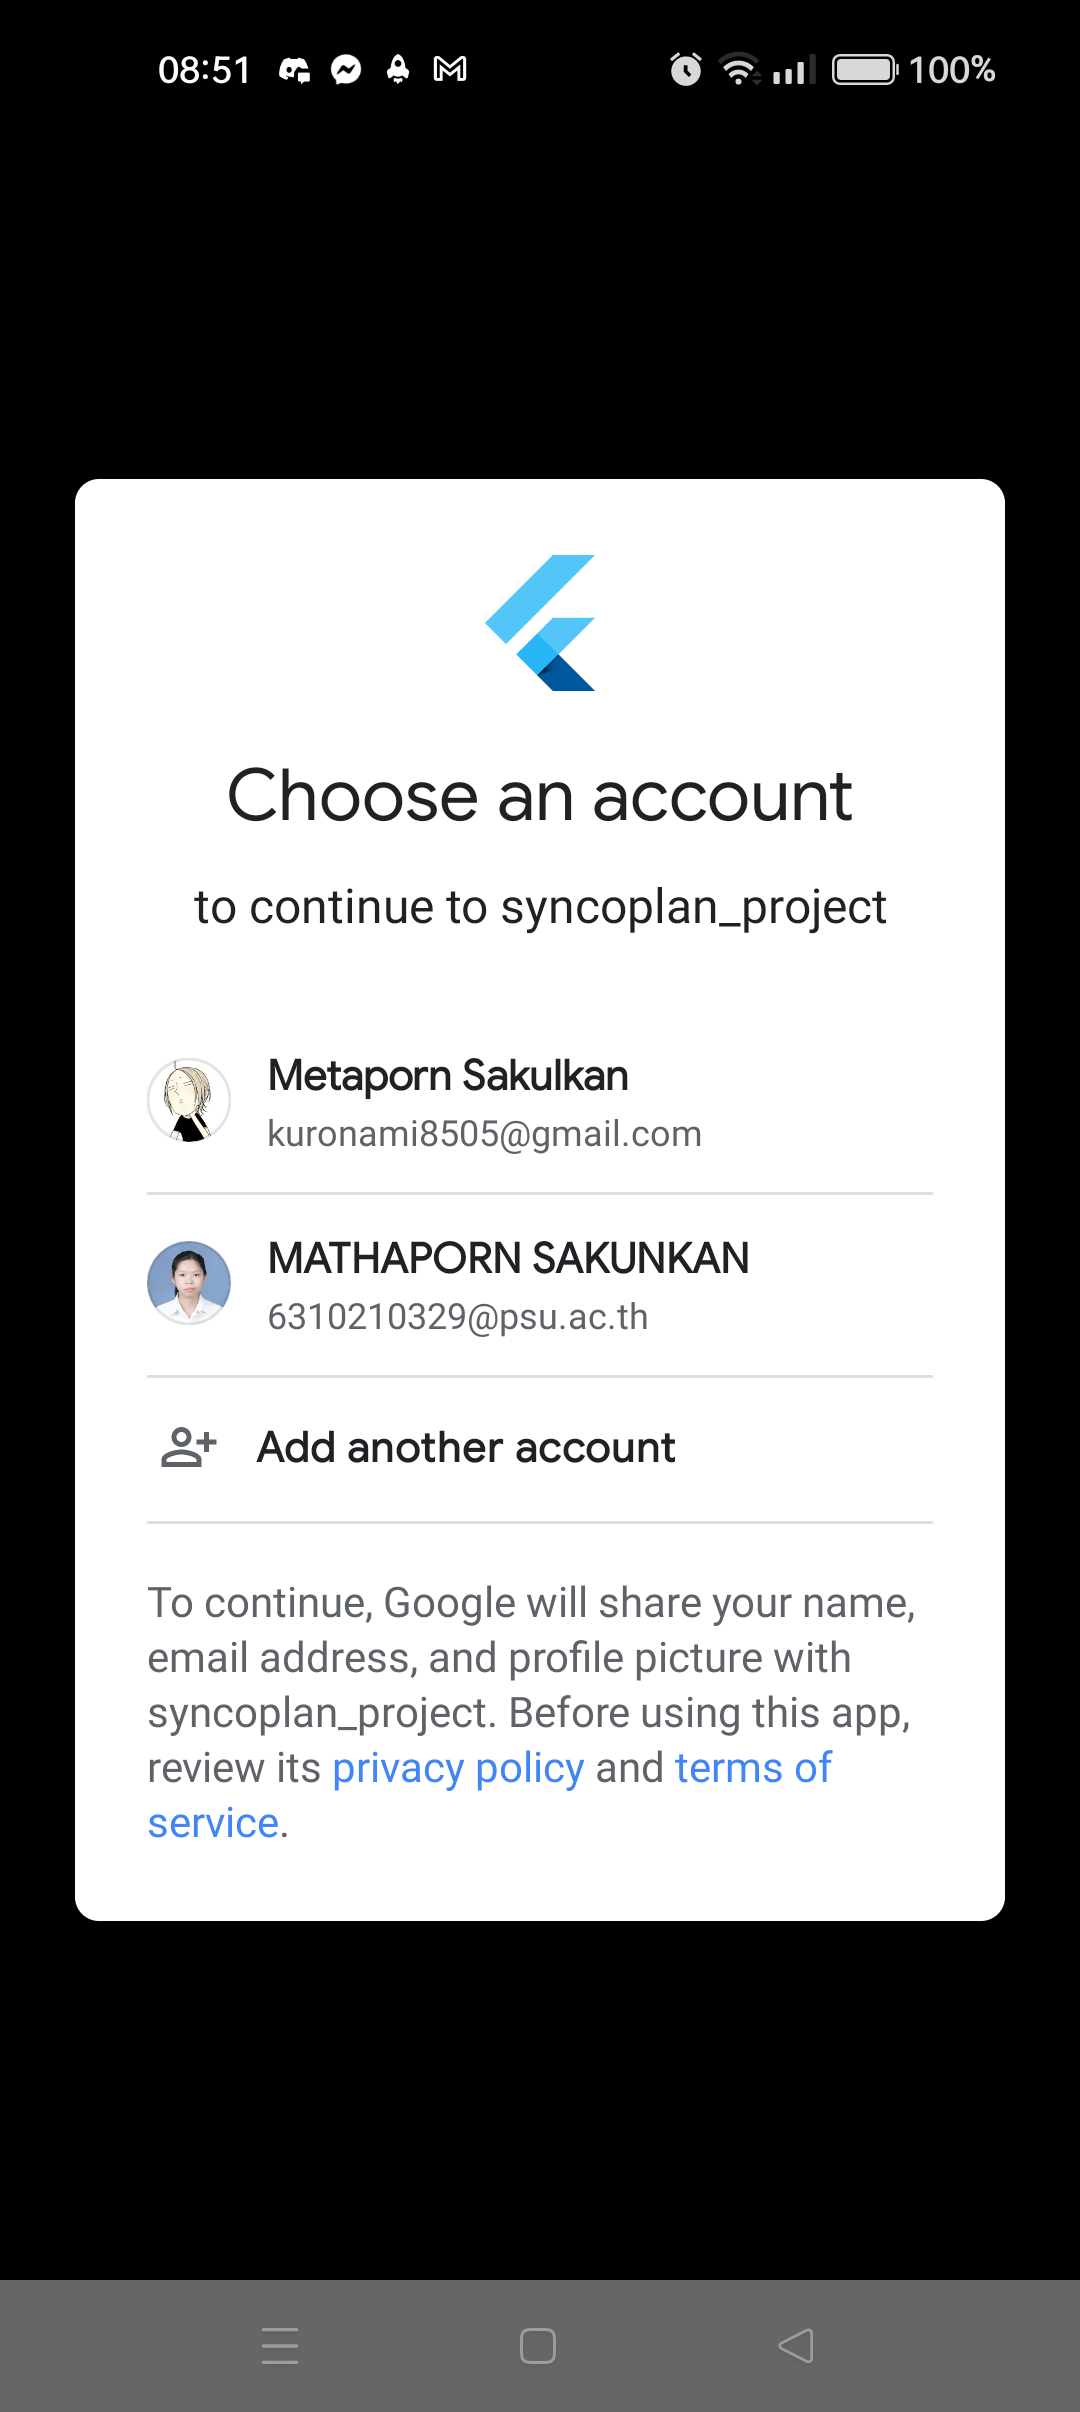 08:51 100%
Choose an account
to continue to syncoplan_project
Metaporn Sakulkan
kuronami8505@gmail.com
MATHAPORN SAKUNKAN
6310210329@psu.ac.th
Add another account
To continue, Google will share your name,
email address, and profile picture with
syncoplan_project. Before using this app,
review its privacy policy and terms of
service.